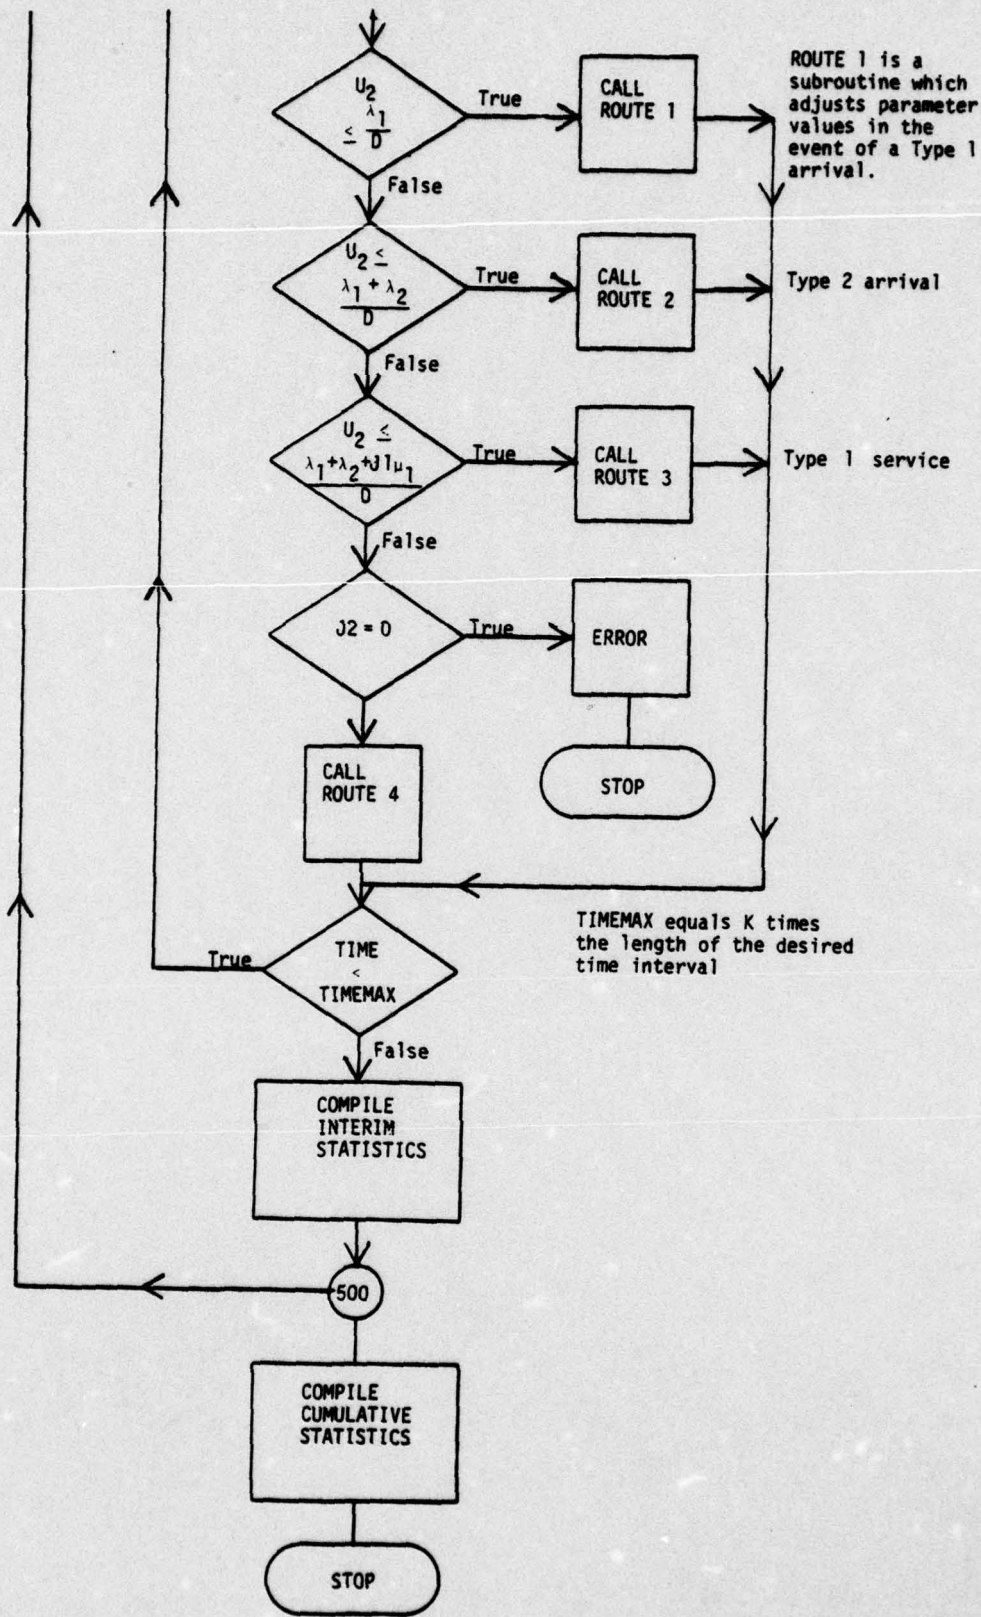 U₂
≤ λ₁/D
True
CALL
ROUTE 1
ROUTE 1 is a
subroutine which
adjusts parameter
values in the
event of a Type 1
arrival.
False
U₂ ≤
λ₁ + λ₂
D
True
CALL
ROUTE 2
Type 2 arrival
False
U₂ ≤
λ₁+λ₂+J1μ₁
D
True
CALL
ROUTE 3
Type 1 service
False
J2 = 0
True
ERROR
CALL
ROUTE 4
STOP
TIMEMAX equals K times
the length of the desired
time interval
True
TIME
<
TIMEMAX
False
COMPILE
INTERIM
STATISTICS
500
COMPILE
CUMULATIVE
STATISTICS
STOP